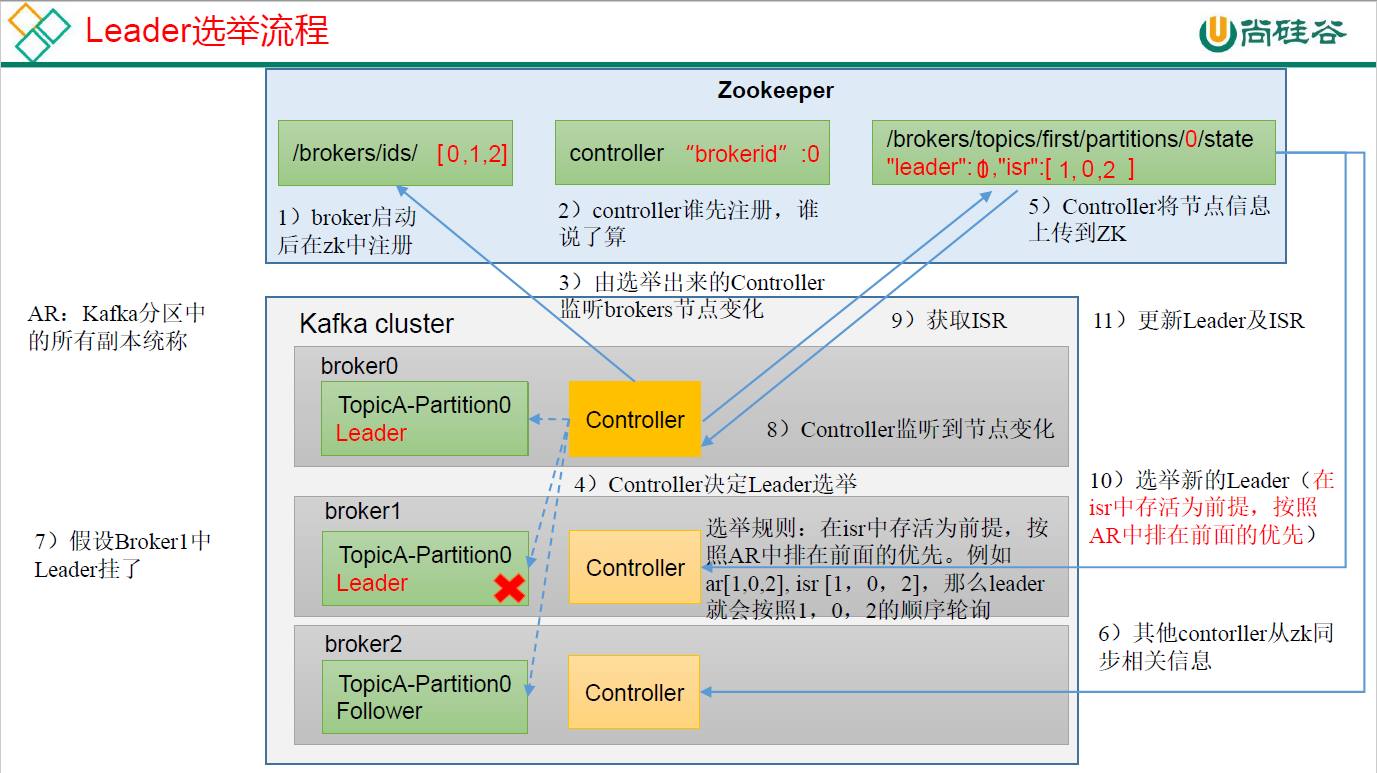 Leader选举流程
尚硅谷
Zookeeper
/brokers/ids/ [0,1,2]
controller “brokerid”:0
/brokers/topics/first/partitions/0/state
"leader": ,"isr":[ 1, 0,2 ]
1）broker启动
后在zk中注册
2）controller谁先注册，谁
说了算
5）Controller将节点信息
上传到ZK
3）由选举出来的Controller
监听brokers节点变化
AR：Kafka分区中
的所有副本统称
Kafka cluster
9）获取ISR
11）更新Leader及ISR
broker0
TopicA-Partition0
Leader
Controller
8）Controller监听到节点变化
4）Controller决定Leader选举
10）选举新的Leader（在
isr中存活为前提，按照
AR中排在前面的优先）
7）假设Broker1中
Leader挂了
broker1
TopicA-Partition0
Leader
Controller
选举规则：在isr中存活为前提，按
照AR中排在前面的优先。例如
ar[1,0,2], isr [1，0，2]，那么leader
就会按照1，0，2的顺序轮询
broker2
TopicA-Partition0
Follower
Controller
6）其他contorller从zk同
步相关信息